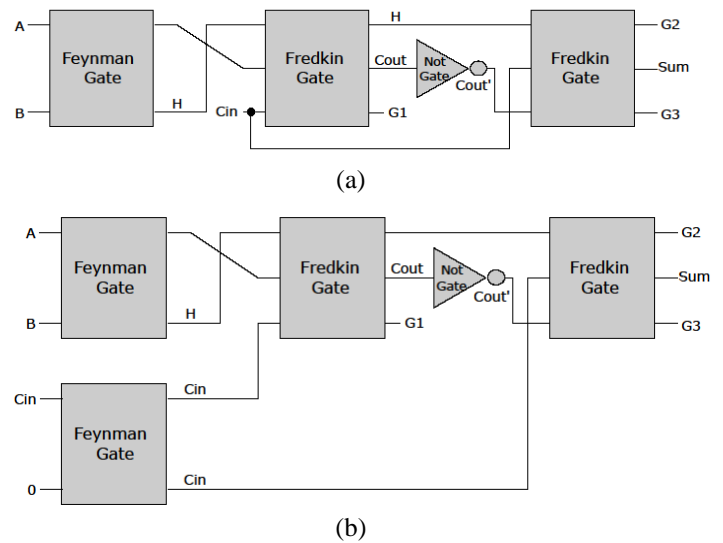 A
B
Feynman
Gate
H
Cin
Fredkin
Gate
H
Cout
G1
Not
Gate
Cout'
Fredkin
Gate
G2
Sum
G3
(a)
A
B
Feynman
Gate
H
Fredkin
Gate
Cout
G1
Not
Gate
Cout'
Fredkin
Gate
G2
Sum
G3
Cin
0
Feynman
Gate
Cin
Cin
(b)